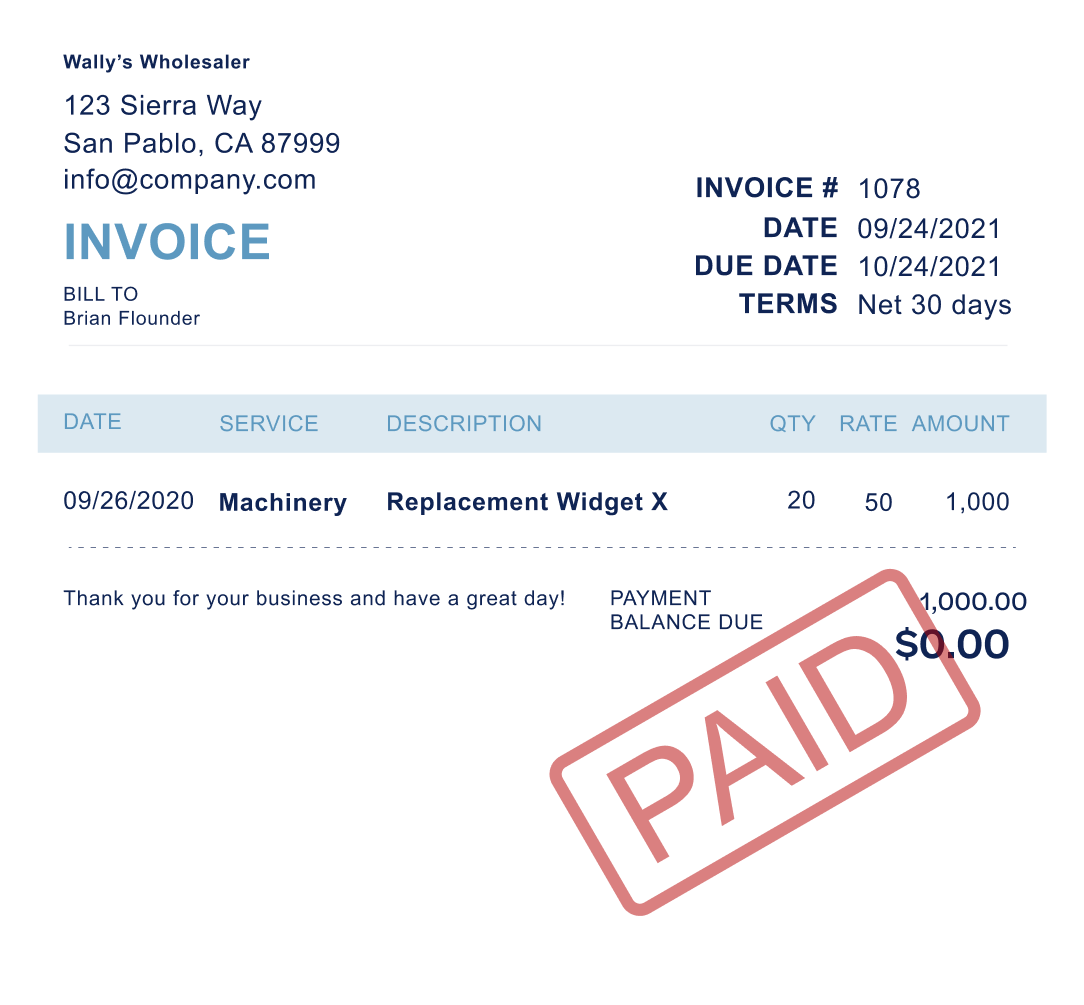 Wally’s Wholesaler
123 Sierra Way
San Pablo, CA 87999
info@company.com
INVOICE
BILL TO
Brian Flounder
INVOICE # 1078
DATE 09/24/2021
DUE DATE 10/24/2021
TERMS Net 30 days
DATE SERVICE DESCRIPTION QTY RATE AMOUNT
09/26/2020 Machinery Replacement Widget X 20 50 1,000
Thank you for your business and have a great day!
PAYMENT 1,000.00
BALANCE DUE $0.00
PAID